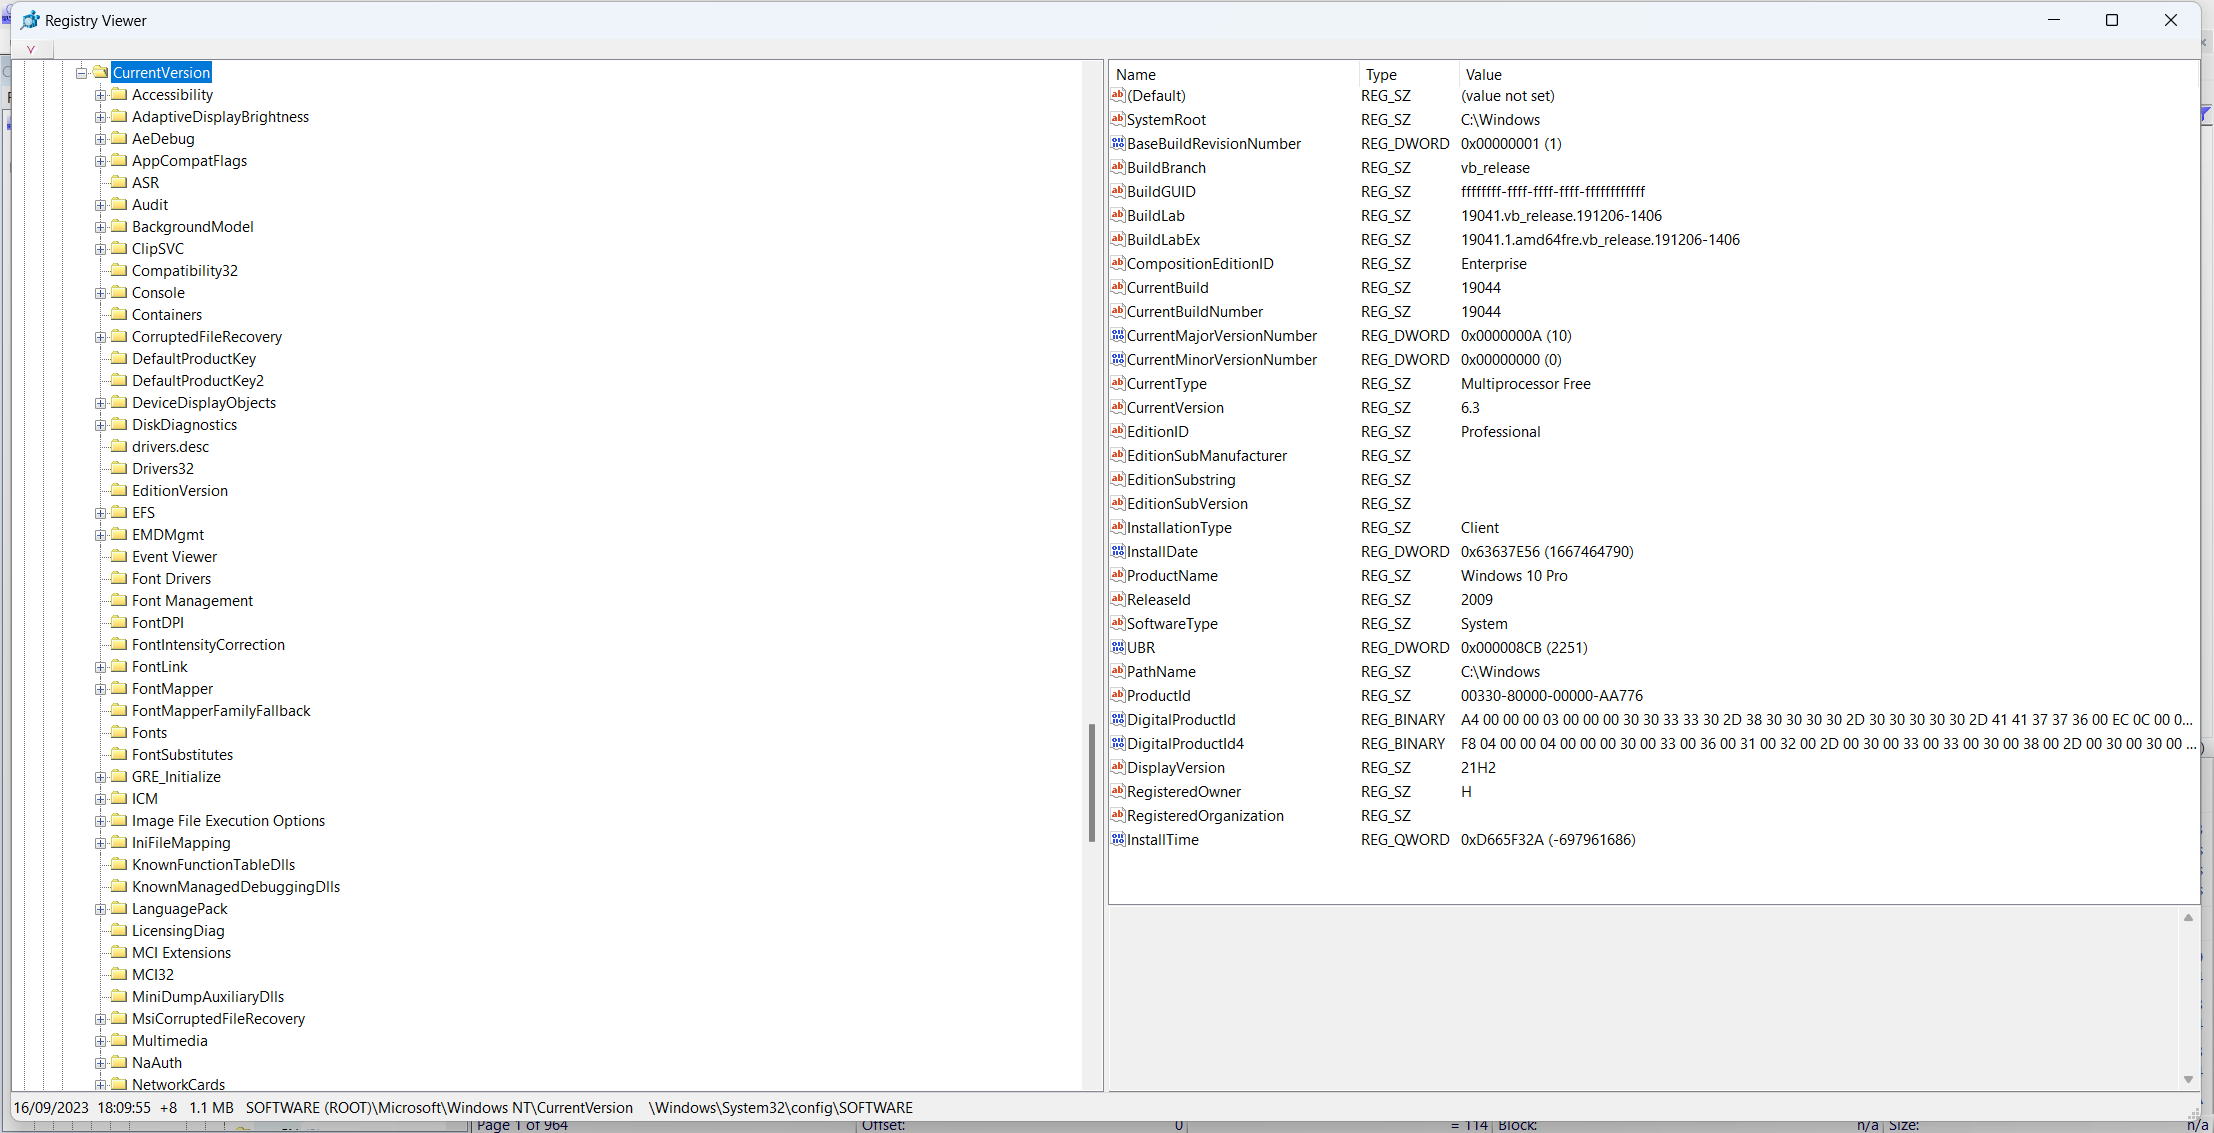 Registry Viewer
CurrentVersion
Accessibility
AdaptiveDisplayBrightness
AeDebug
AppCompatFlags
ASR
Audit
BackgroundModel
ClipSVC
Compatibility32
Console
Containers
CorruptedFileRecovery
DefaultProductKey
DefaultProductKey2
DeviceDisplayObjects
DiskDiagnostics
drivers.desc
Drivers32
EditionVersion
EFS
EMDMgmt
Event Viewer
Font Drivers
Font Management
FontDPI
FontIntensityCorrection
FontLink
FontMapper
FontMapperFamilyFallback
Fonts
FontSubstitutes
GRE_Initialize
ICM
Image File Execution Options
IniFileMapping
KnownFunctionTableDlls
KnownManagedDebuggingDlls
LanguagePack
LicensingDiag
MCI Extensions
MCI32
MiniDumpAuxiliaryDlls
MsiCorruptedFileRecovery
Multimedia
NaAuth
NetworkCards
Name Type Value
(Default) REG_SZ (value not set)
SystemRoot REG_SZ C:\Windows
BaseBuildRevisionNumber REG_DWORD 0x00000001 (1)
BuildBranch REG_SZ vb_release
BuildGUID REG_SZ ffffffff-ffff-ffff-ffff-ffffffffffff
BuildLab REG_SZ 19041.vb_release.191206-1406
BuildLabEx REG_SZ 19041.1.amd64fre.vb_release.191206-1406
CompositionEditionID REG_SZ Enterprise
CurrentBuild REG_SZ 19044
CurrentBuildNumber REG_SZ 19044
CurrentMajorVersionNumber REG_DWORD 0x0000000A (10)
CurrentMinorVersionNumber REG_DWORD 0x00000000 (0)
CurrentType REG_SZ Multiprocessor Free
CurrentVersion REG_SZ 6.3
EditionID REG_SZ Professional
EditionSubManufacturer REG_SZ
EditionSubstring REG_SZ
EditionSubVersion REG_SZ
InstallationType REG_SZ Client
InstallDate REG_DWORD 0x63637E56 (1667464790)
ProductName REG_SZ Windows 10 Pro
ReleaseId REG_SZ 2009
SoftwareType REG_SZ System
UBR REG_DWORD 0x000008CB (2251)
PathName REG_SZ C:\Windows
ProductId REG_SZ 00330-80000-00000-AA776
DigitalProductId REG_BINARY A4 00 00 00 03 00 00 00 30 30 33 33 30 2D 38 30 30 30 30 2D 30 30 30 30 30 2D 41 41 37 37 36 00 EC 0C 00 0...
DigitalProductId4 REG_BINARY F8 04 00 00 04 00 00 00 30 00 33 00 36 00 31 00 32 00 2D 00 30 00 33 00 33 00 30 00 38 00 2D 00 30 00 30 00 ...
DisplayVersion REG_SZ 21H2
RegisteredOwner REG_SZ H
RegisteredOrganization REG_SZ
InstallTime REG_QWORD 0xD665F32A (-697961686)
16/09/2023 18:09:55 +8 1.1 MB SOFTWARE (ROOT)\Microsoft\Windows NT\CurrentVersion \Windows\System32\config\SOFTWARE
Page 1 of 964 Offset: 0 = 114 Block: n/a Size: n/a